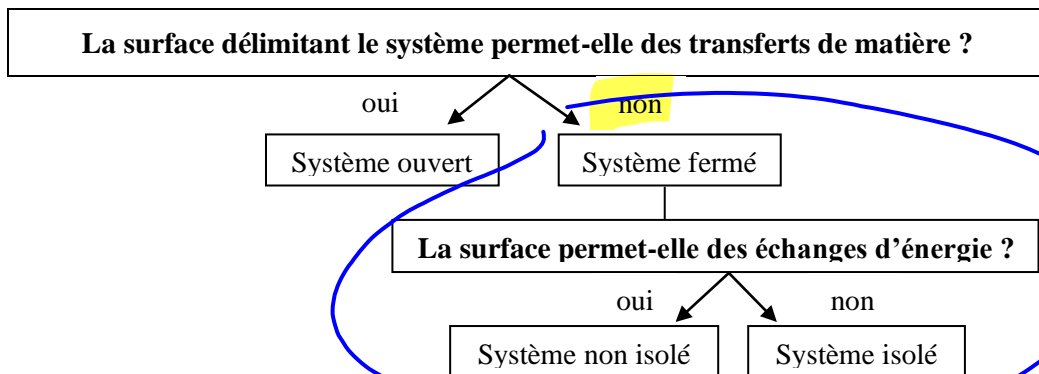 La surface délimitant le système permet-elle des transferts de matière ?
oui non
Système ouvert Système fermé
La surface permet-elle des échanges d'énergie ?
oui non
Système non isolé Système isolé